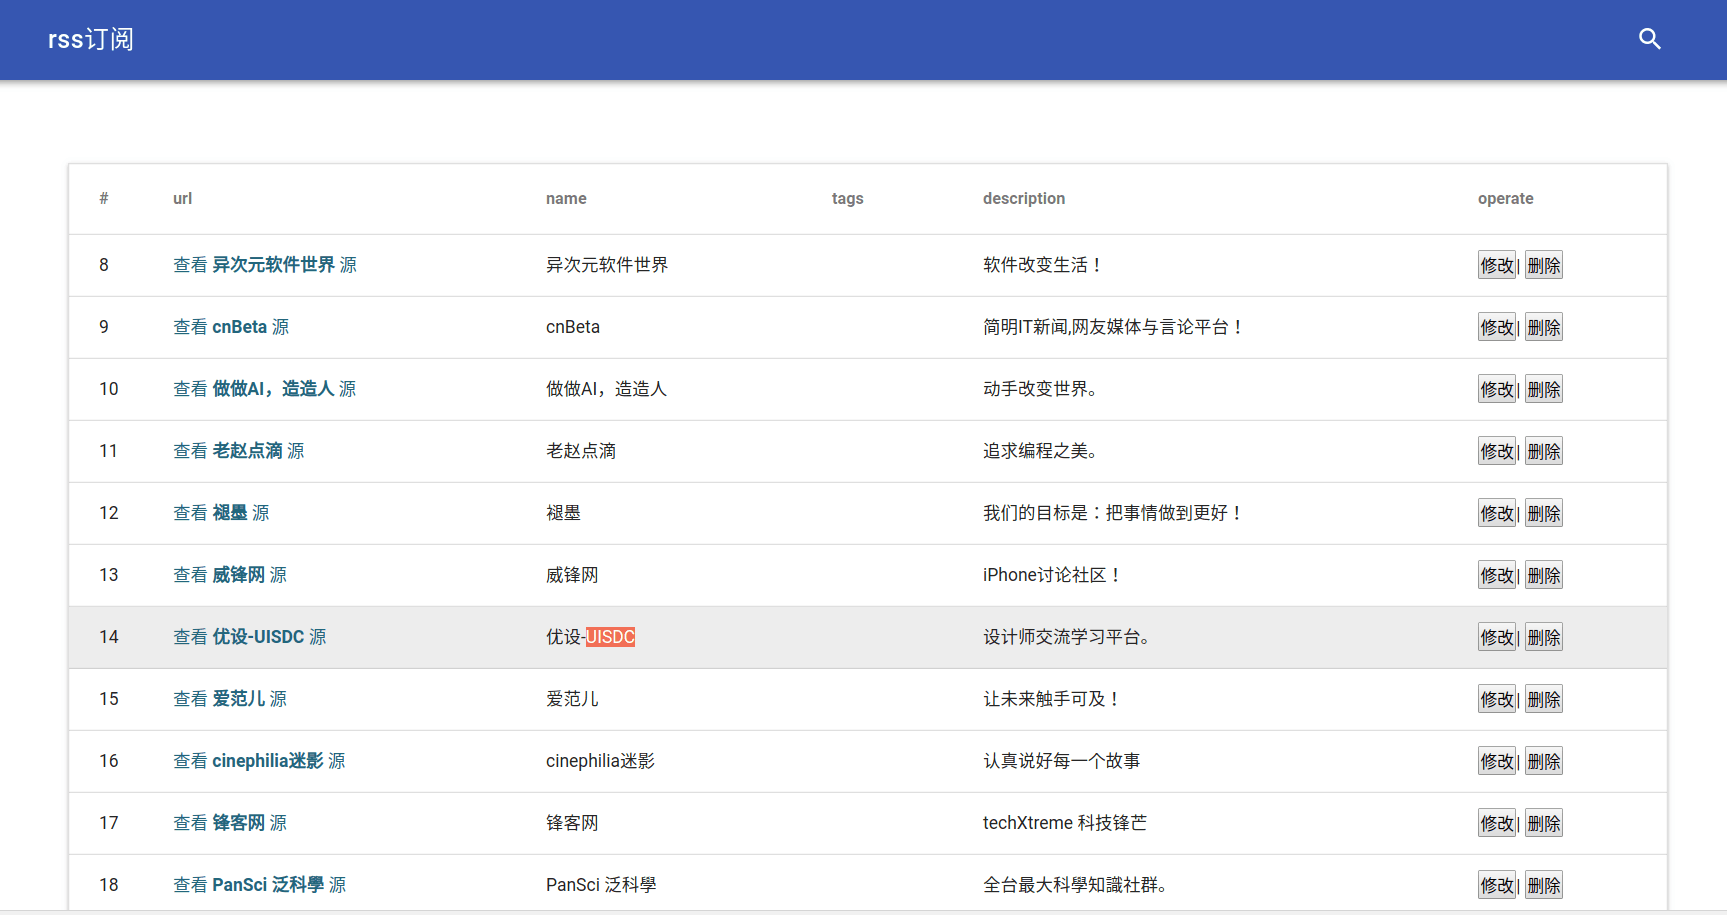 rss订阅
# url name tags description operate
8 查看 异次元软件世界 源 异次元软件世界 软件改变生活！ 修改| 删除
9 查看 cnBeta 源 cnBeta 简明IT新闻,网友媒体与言论平台！ 修改| 删除
10 查看 做做AI，造造人 源 做做AI，造造人 动手改变世界。 修改| 删除
11 查看 老赵点滴 源 老赵点滴 追求编程之美。 修改| 删除
12 查看 褪墨 源 褪墨 我们的目标是：把事情做到更好！ 修改| 删除
13 查看 威锋网 源 威锋网 iPhone讨论社区！ 修改| 删除
14 查看 优设-UISDC 源 优设-UISDC 设计师交流学习平台。 修改| 删除
15 查看 爱范儿 源 爱范儿 让未来触手可及！ 修改| 删除
16 查看 cinephilia迷影 源 cinephilia迷影 认真说好每一个故事 修改| 删除
17 查看 锋客网 源 锋客网 techXtreme 科技锋芒 修改| 删除
18 查看 PanSci 泛科學 源 PanSci 泛科學 全台最大科學知識社群。 修改| 删除